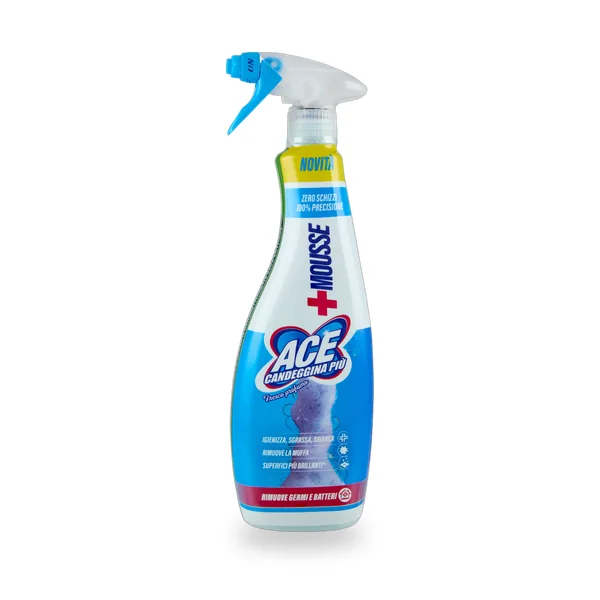 ON
NOVITÀ
ZERO SCHIZZI
100% PRECISIONE
+MOUSSE
ACE
CANDEGGINA PIÙ
Fresco profumo
IGIENIZZA, SGRASSA, SBIANCA
RIMUOVE LA MUFFA
SUPERFICI PIÙ BRILLANTI*
RIMUOVE GERMI E BATTERI